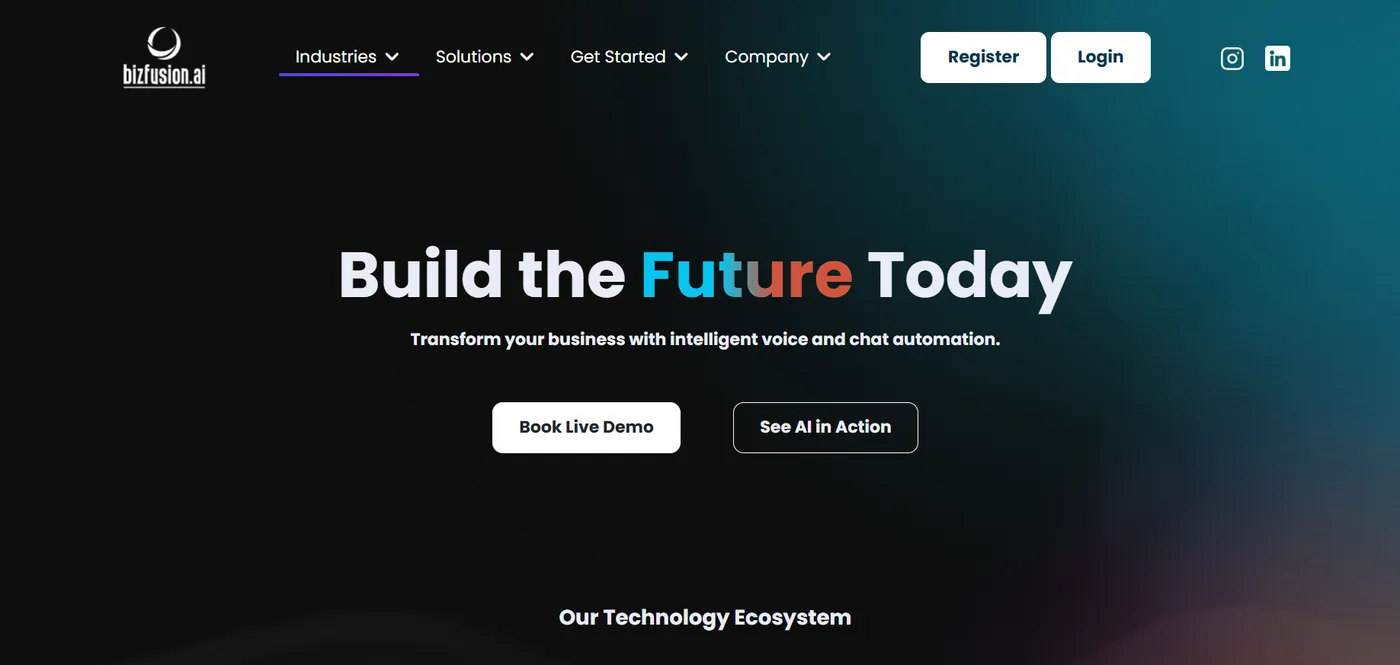 bizfusion.ai
Industries
Solutions
Get Started
Company
Register
Login
Build the Future Today
Transform your business with intelligent voice and chat automation.
Book Live Demo
See AI in Action
Our Technology Ecosystem